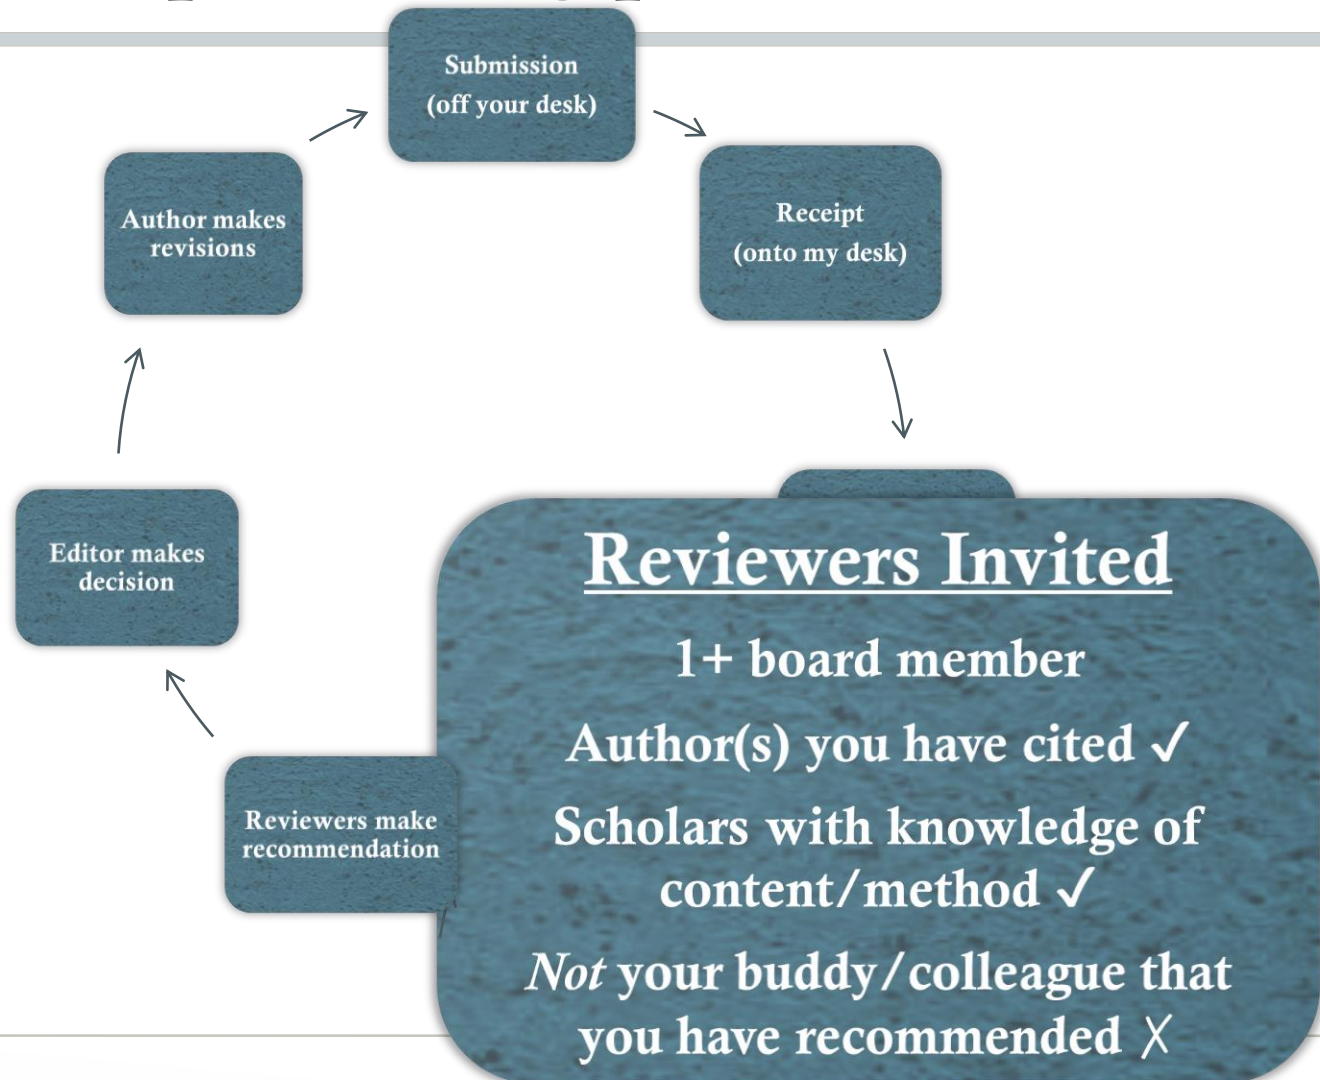 Submission
(off your desk)
Receipt
(onto my desk)
Reviewers Invited
1+ board member
Author(s) you have cited ✓
Scholars with knowledge of
content/method ✓
Not your buddy/colleague that
you have recommended ✗
Reviewers make
recommendation
Editor makes
decision
Author makes
revisions